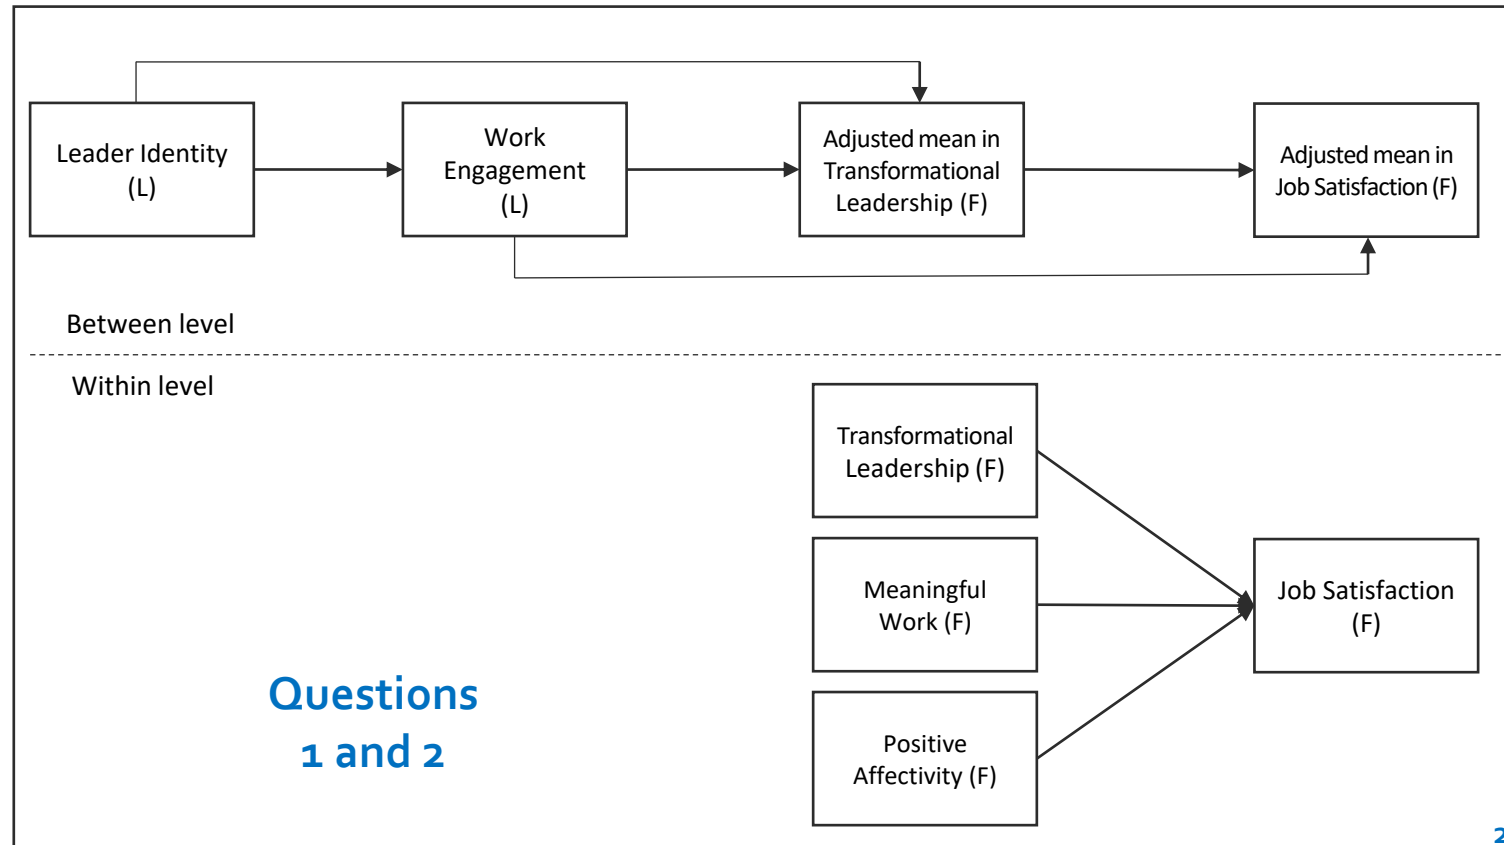 Leader Identity
(L)
Work
Engagement
(L)
Adjusted mean in
Transformational
Leadership (F)
Adjusted mean in
Job Satisfaction (F)
Between level
Within level
Transformational
Leadership (F)
Meaningful
Work (F)
Job Satisfaction
(F)
Positive
Affectivity (F)
Questions
1 and 2
2